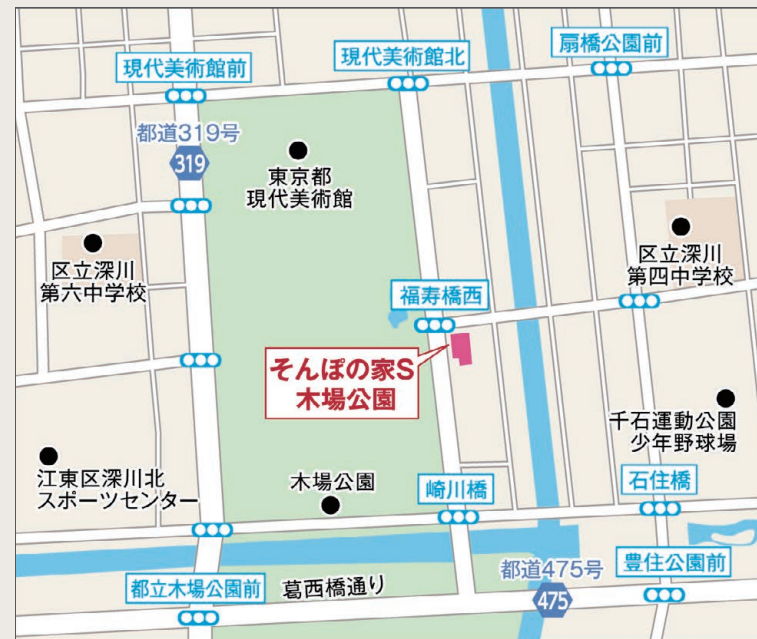 現代美術館前
現代美術館北
扇橋公園前
都道319号
319
東京都
現代美術館
区立深川
第六中学校
区立深川
第四中学校
福寿橋西
そんぽの家S
木場公園
千石運動公園
少年野球場
江東区深川北
スポーツセンター
木場公園
崎川橋
石住橋
都立木場公園前
葛西橋通り
都道475号
475
豊住公園前